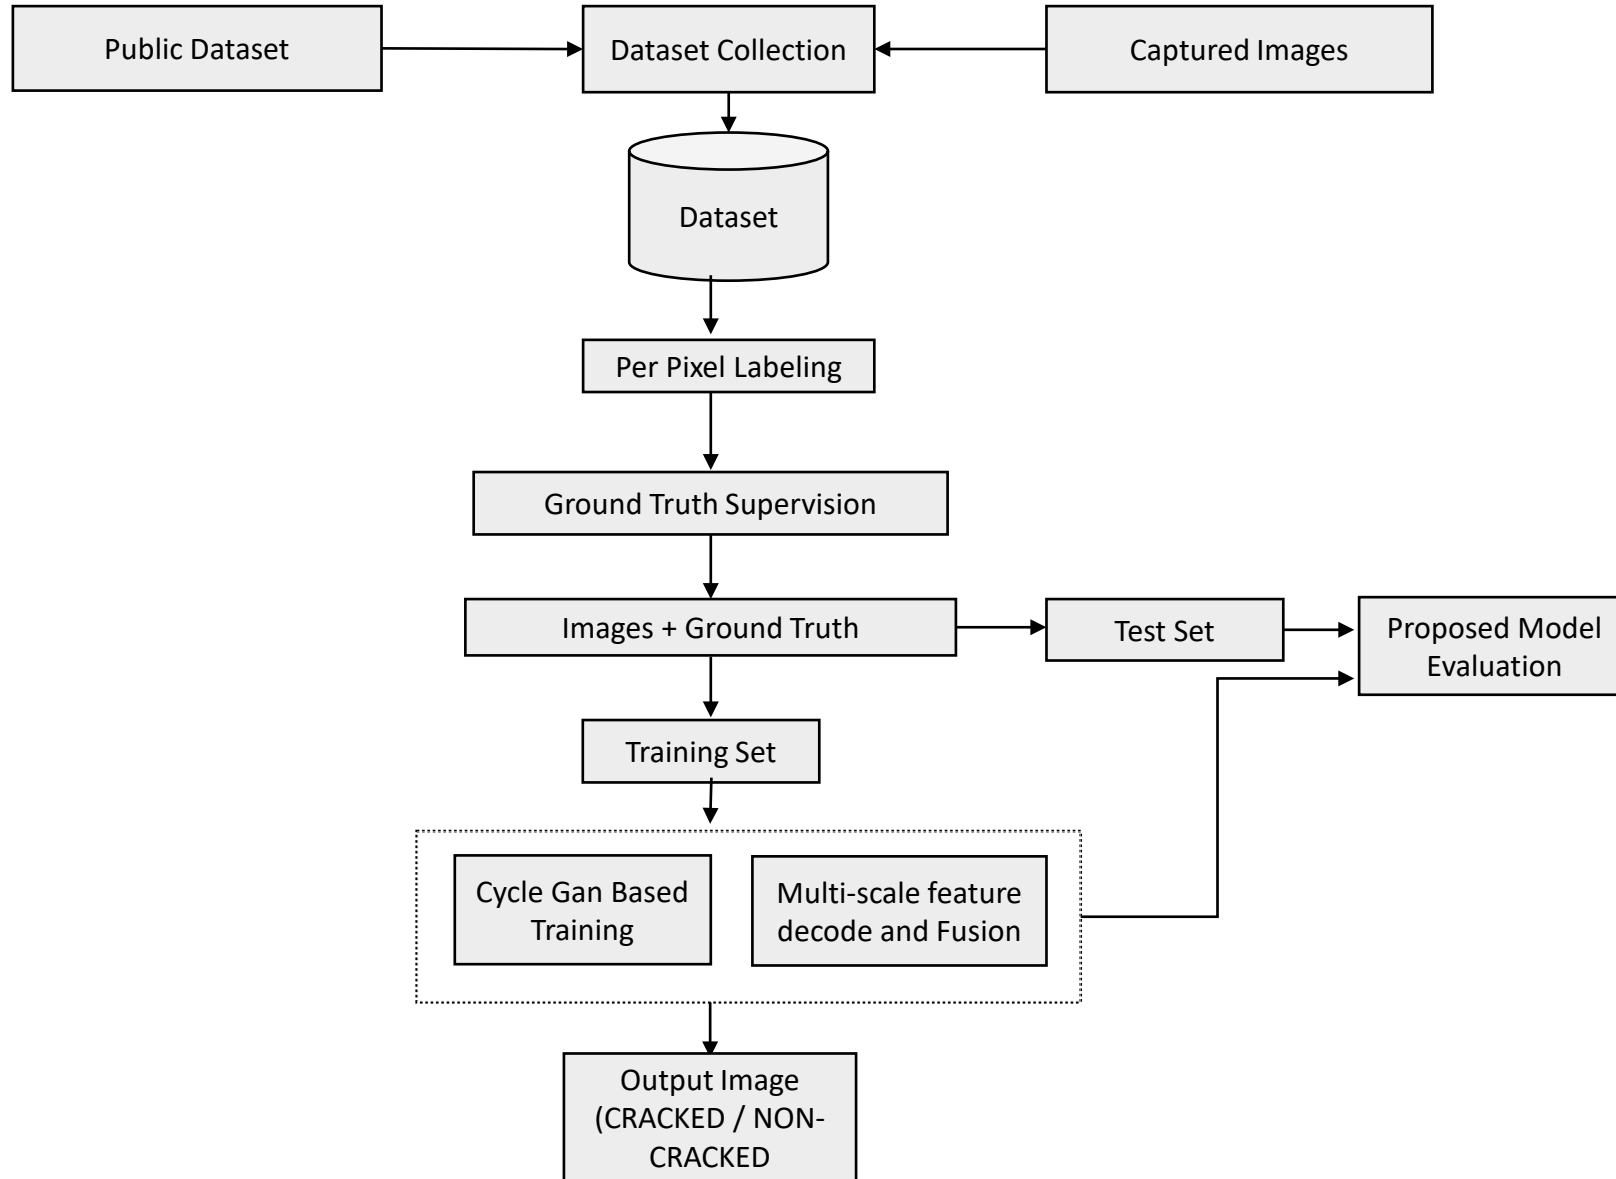 Public Dataset
Dataset Collection
Captured Images
Dataset
Per Pixel Labeling
Ground Truth Supervision
Images + Ground Truth
Test Set
Proposed Model
Evaluation
Training Set
Cycle Gan Based
Training
Multi-scale feature
decode and Fusion
Output Image
(CRACKED / NON-
CRACKED